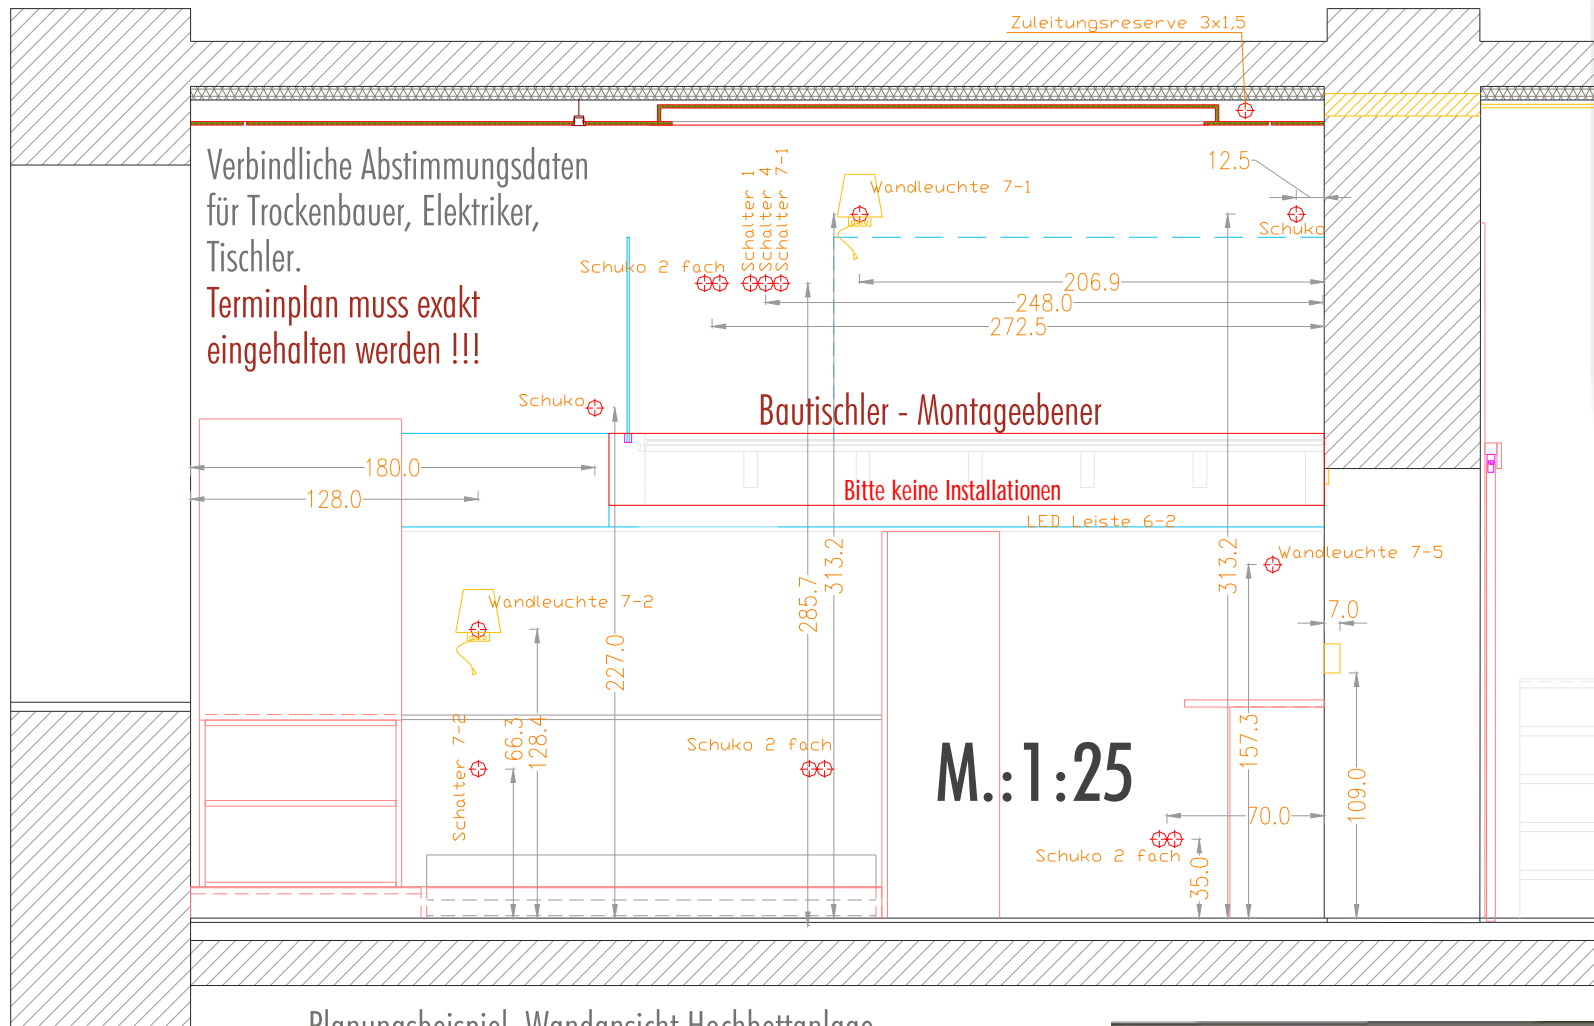 Zuleitungsreserve 3x1,5
Verbindliche Abstimmungsdaten
für Trockenbauer, Elektriker,
Tischler.
Terminplan muss exakt
eingehalten werden !!!
12.5
Wandleuchte 7-1
Schalter 1
Schalter 4
Schalter 7-1
Schuko
Schuko 2 fach
206.9
248.0
272.5
Schuko
Bautischler - Montageebener
180.0
128.0
Bitte keine Installationen
LED Leiste 6-2
Wandleuchte 7-5
313.2
313.2
285.7
227.0
Wandleuchte 7-2
7.0
Schalter 7-2
66.3
128.4
Schuko 2 fach
M.:1:25
157.3
109.0
70.0
Schuko 2 fach
35.0
Planungsbeispiel Wandansicht Hochbettanlage